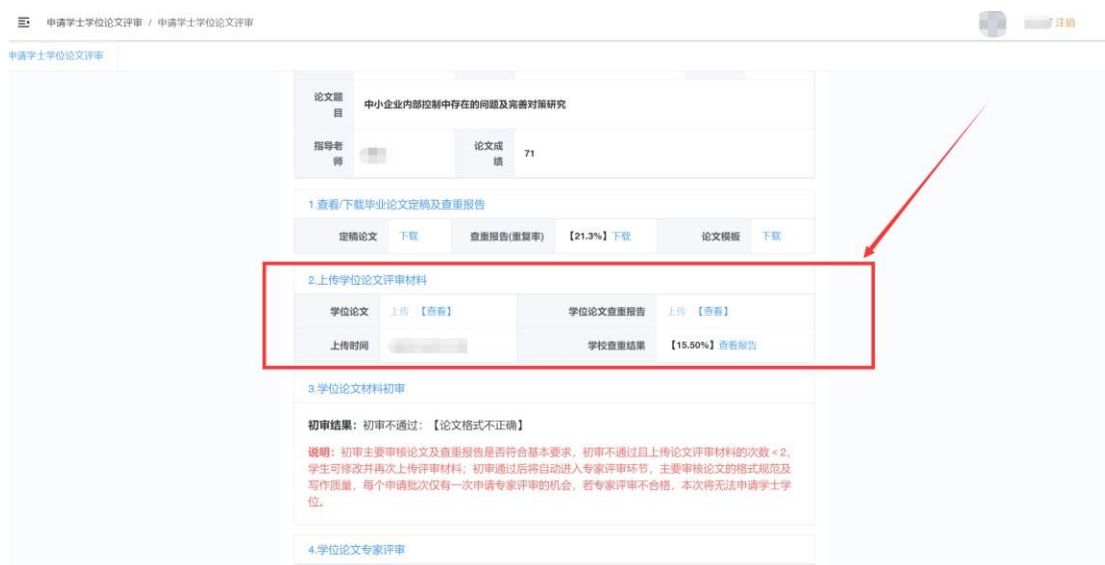 申请学士学位论文评审 / 申请学士学位论文评审
注销
申请学士学位论文评审
论文题目 中小企业内部控制中存在的问题及完善对策研究
指导老师 论文成绩 71
1.查看/下载毕业论文定稿及查重报告
定稿论文 下载 查重报告(重复率) 【21.3%】下载 论文模板 下载
2.上传学位论文评审材料
学位论文 上传 【查看】 学位论文查重报告 上传 【查看】
上传时间 学校查重结果 【15.50%】查看报告
3.学位论文材料初审
初审结果：初审不通过：【论文格式不正确】
说明：初审主要审核论文及查重报告是否符合基本要求，初审不通过且上传论文评审材料的次数 < 2，
学生可修改并再次上传评审材料；初审通过后将自动进入专家评审环节，主要审核论文的格式规范及
写作质量，每个申请批次仅有一次申请专家评审的机会，若专家评审不合格，本次将无法申请学士学
位。
4.学位论文专家评审